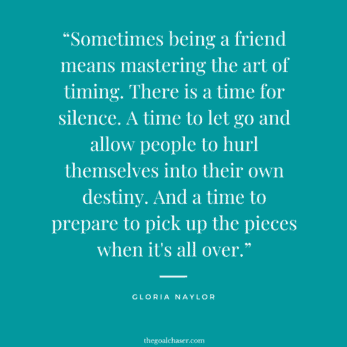 “Sometimes being a friend
means mastering the art of
timing. There is a time for
silence. A time to let go and
allow people to hurl
themselves into their own
destiny. And a time to
prepare to pick up the pieces
when it's all over.”
GLORIA NAYLOR
thegoalchaser.com